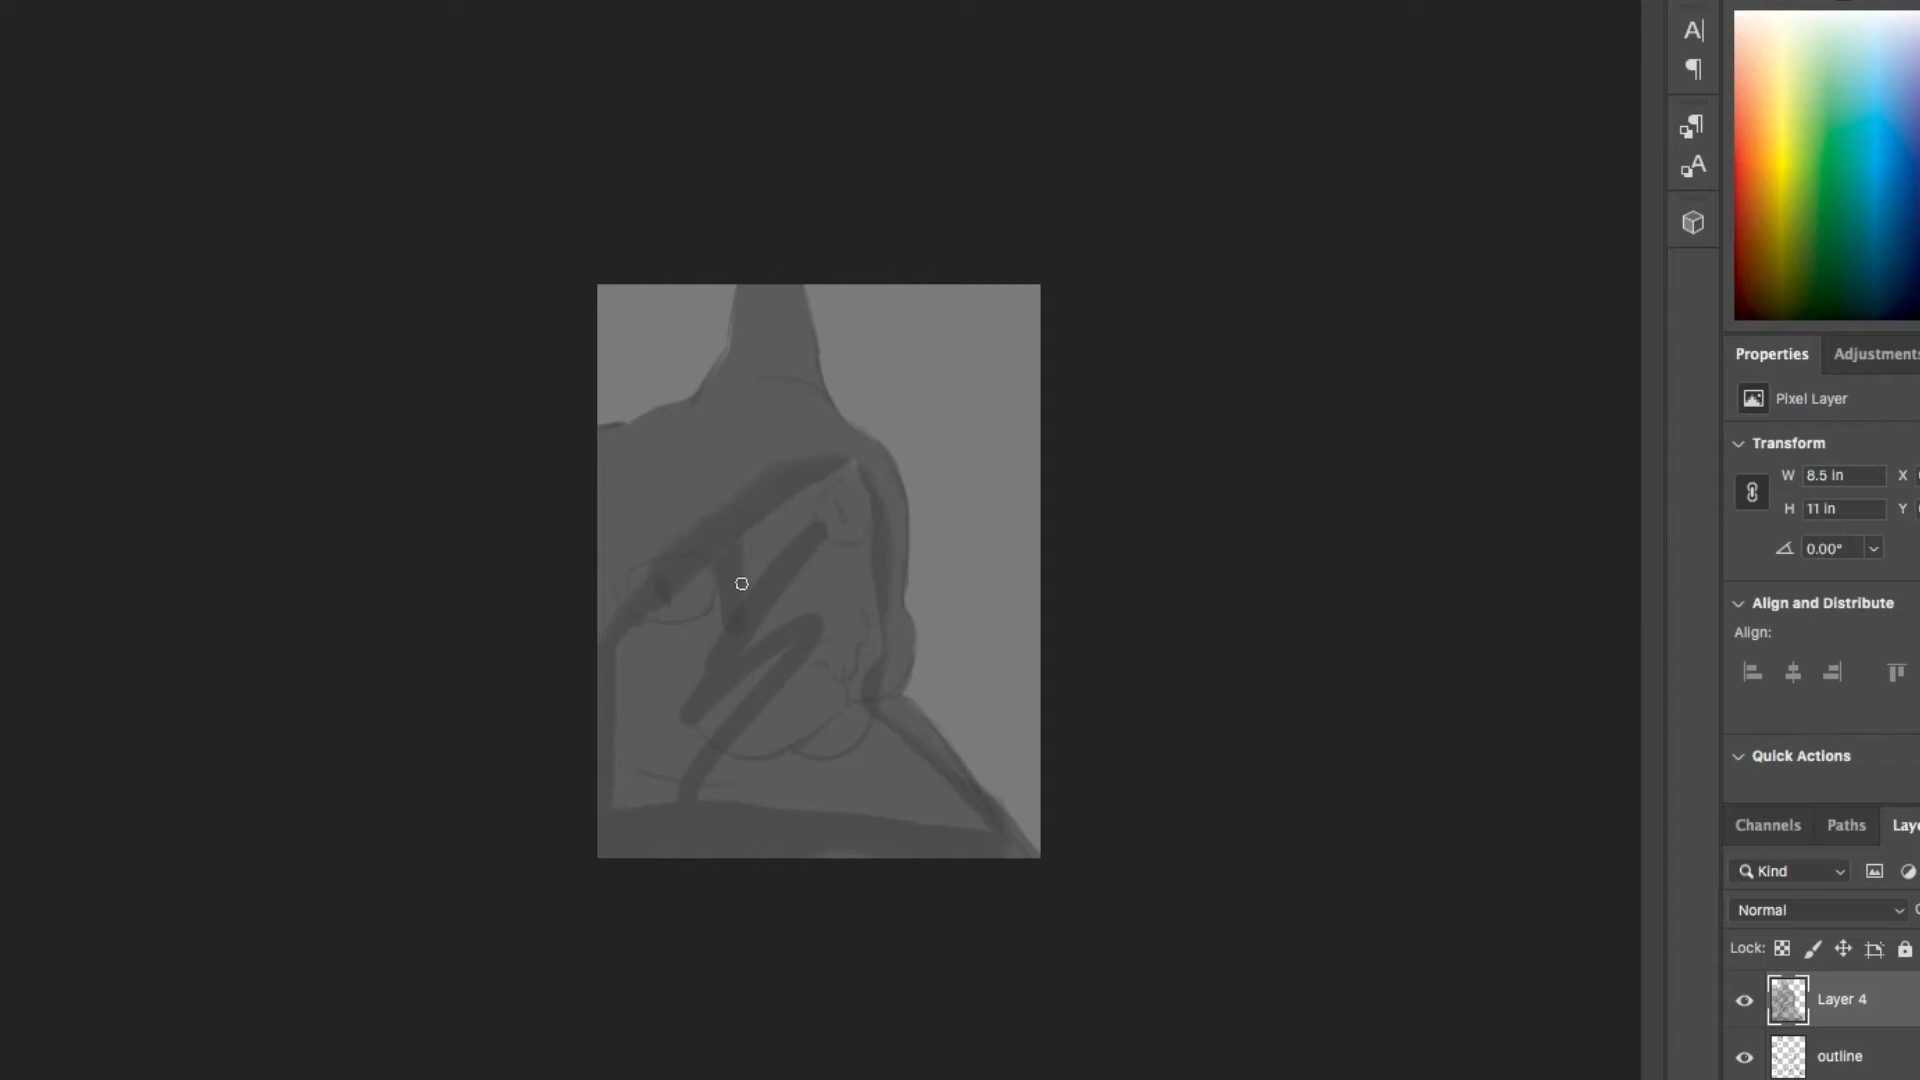 Properties Adjustments
Pixel Layer
Transform
W 8.5 in X
H 11 in Y
0.00°
Align and Distribute
Align:
Quick Actions
Channels Paths Laye
Kind
Normal
Lock:
Layer 4
outline